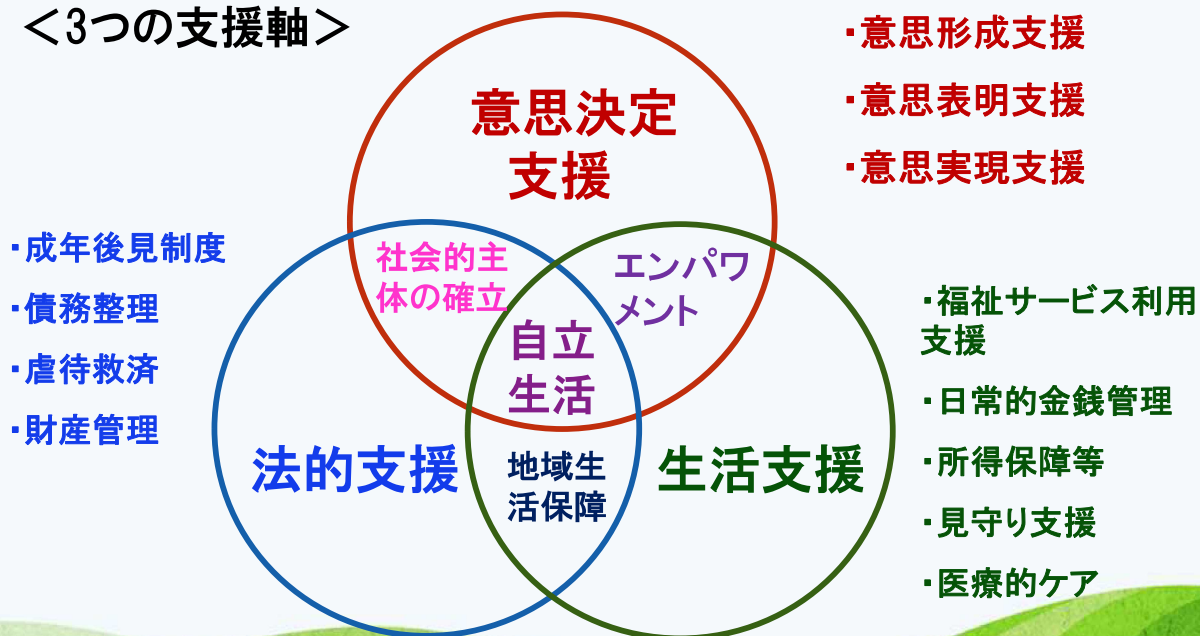 ＜3つの支援軸＞
意思決定
支援
・意思形成支援
・意思表明支援
・意思実現支援
・成年後見制度
・債務整理
・虐待救済
・財産管理
社会的主
体の確立
エンパワ
メント
自立
生活
法的支援
地域生
活保障
生活支援
・福祉サービス利用
支援
・日常的金銭管理
・所得保障等
・見守り支援
・医療的ケア